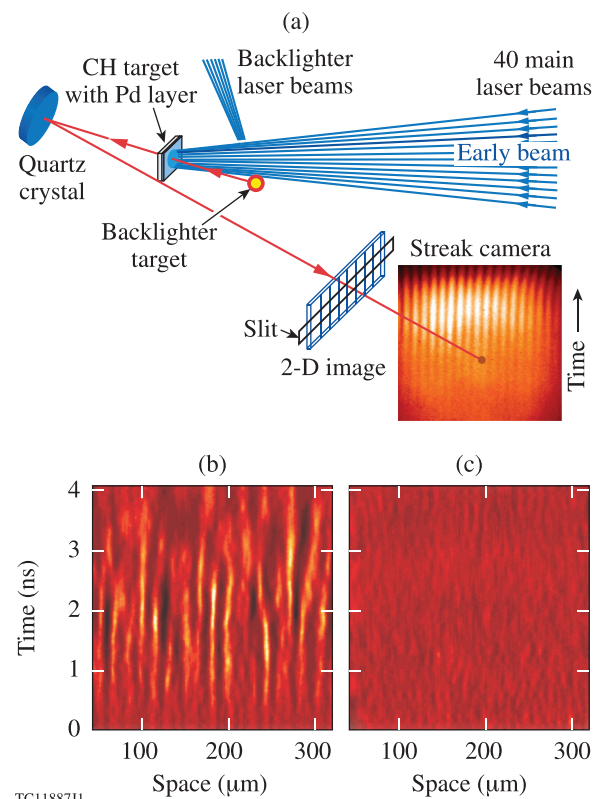 (a)
CH target
with Pd layer
Backlighter
laser beams
40 main
laser beams
Early beam
Quartz
crystal
Backlighter
target
Streak camera
Slit
2-D image
Time
(b)
(c)
4
3
2
1
0
Time (ns)
100 200 300
100 200 300
Space (μm)
Space (μm)